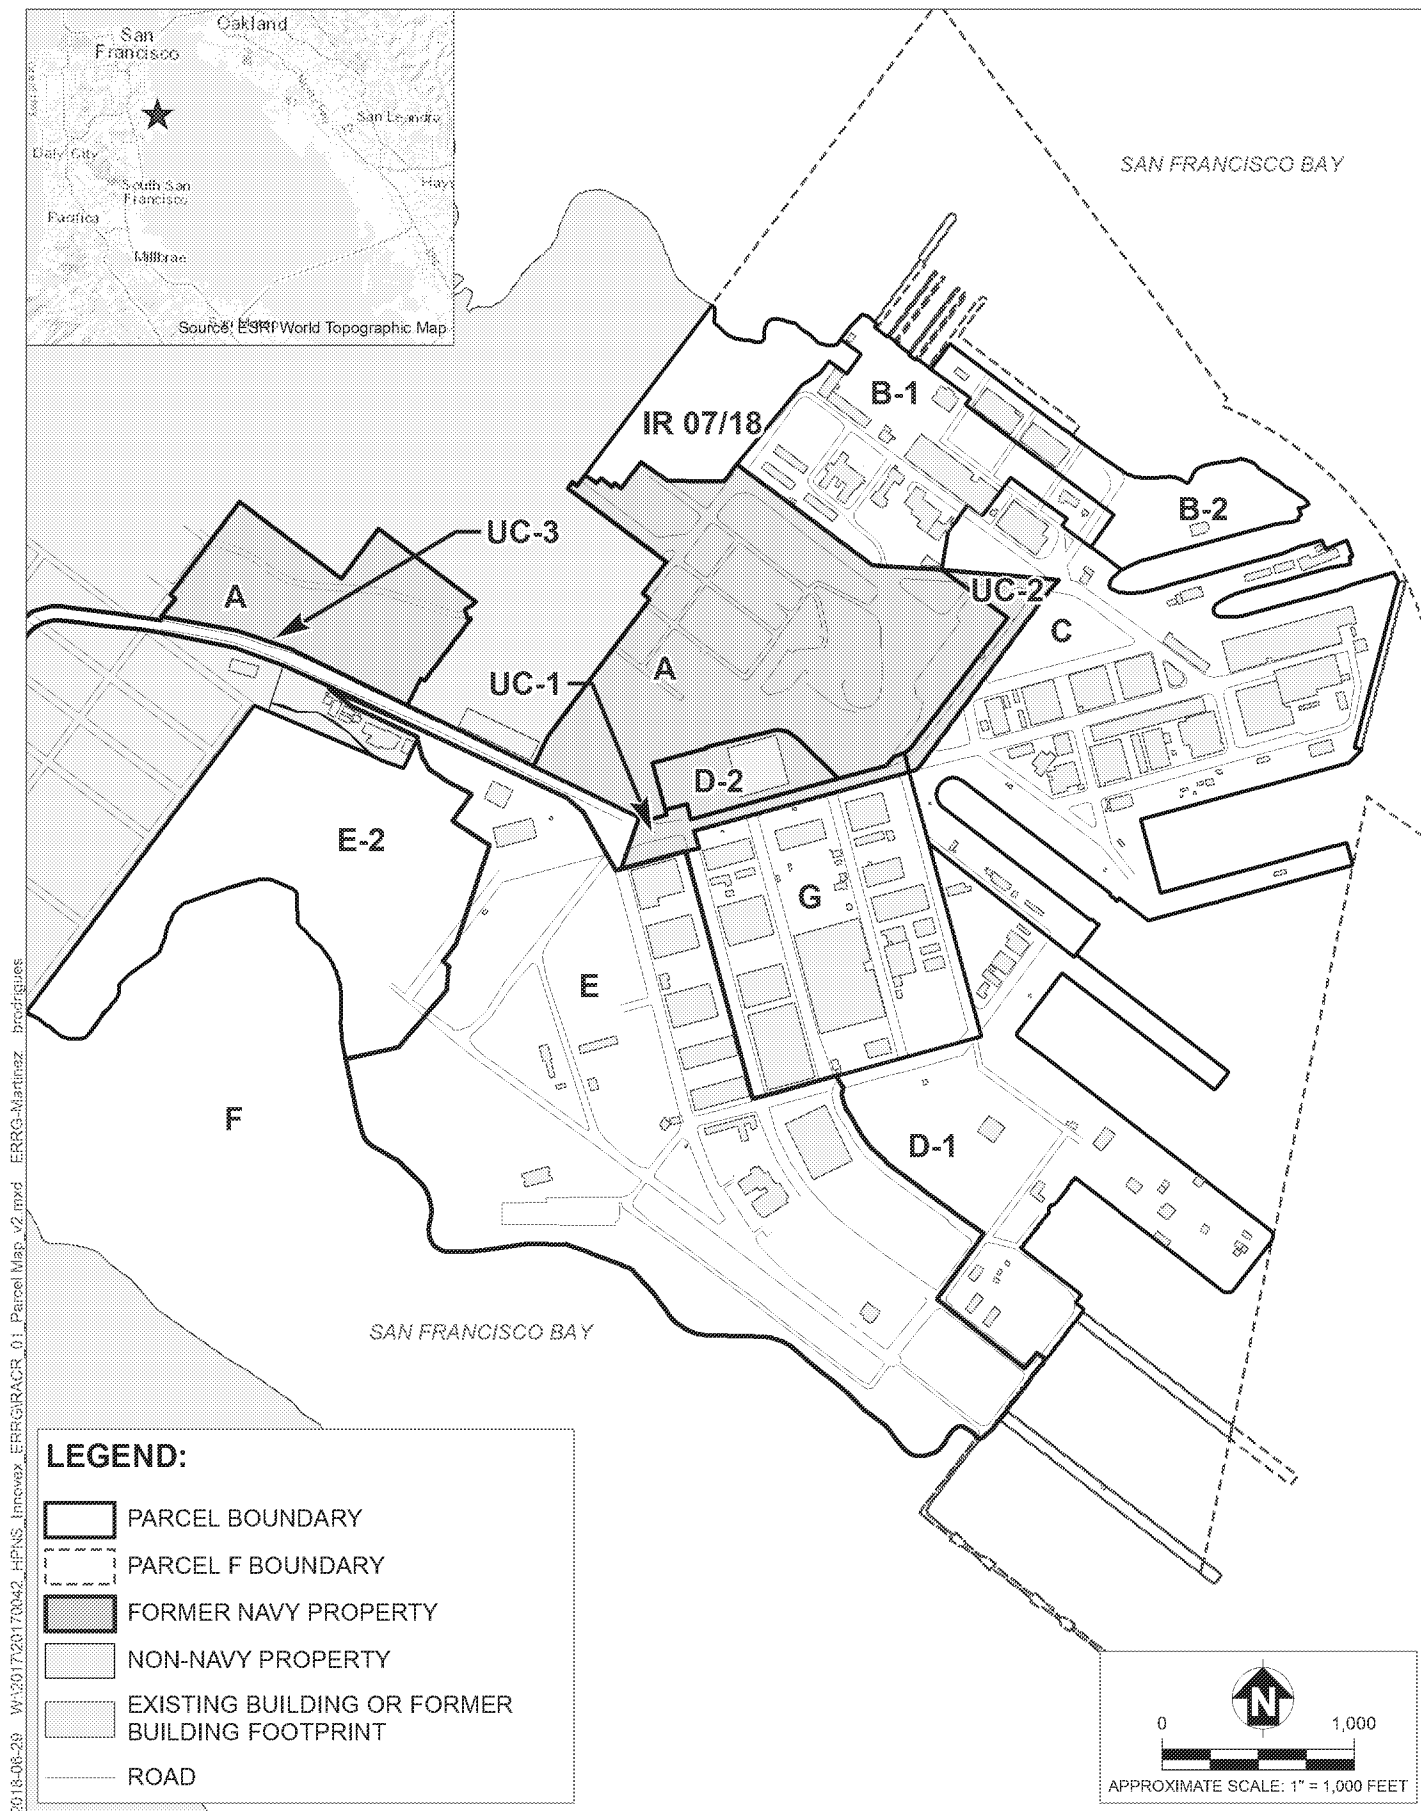 Oakland
San
Francisco
San Leandro
Daly City
South San
Francisco
Pacifica
Millbrae
Source: ESRI World Topographic Map
SAN FRANCISCO BAY
B-1
IR 07/18
B-2
UC-3
A
UC-2
C
A
UC-1
D-2
E-2
G
E
F
D-1
SAN FRANCISCO BAY
LEGEND:
PARCEL BOUNDARY
PARCEL F BOUNDARY
FORMER NAVY PROPERTY
NON-NAVY PROPERTY
EXISTING BUILDING OR FORMER
BUILDING FOOTPRINT
ROAD
N
0 1,000
APPROXIMATE SCALE: 1" = 1,000 FEET